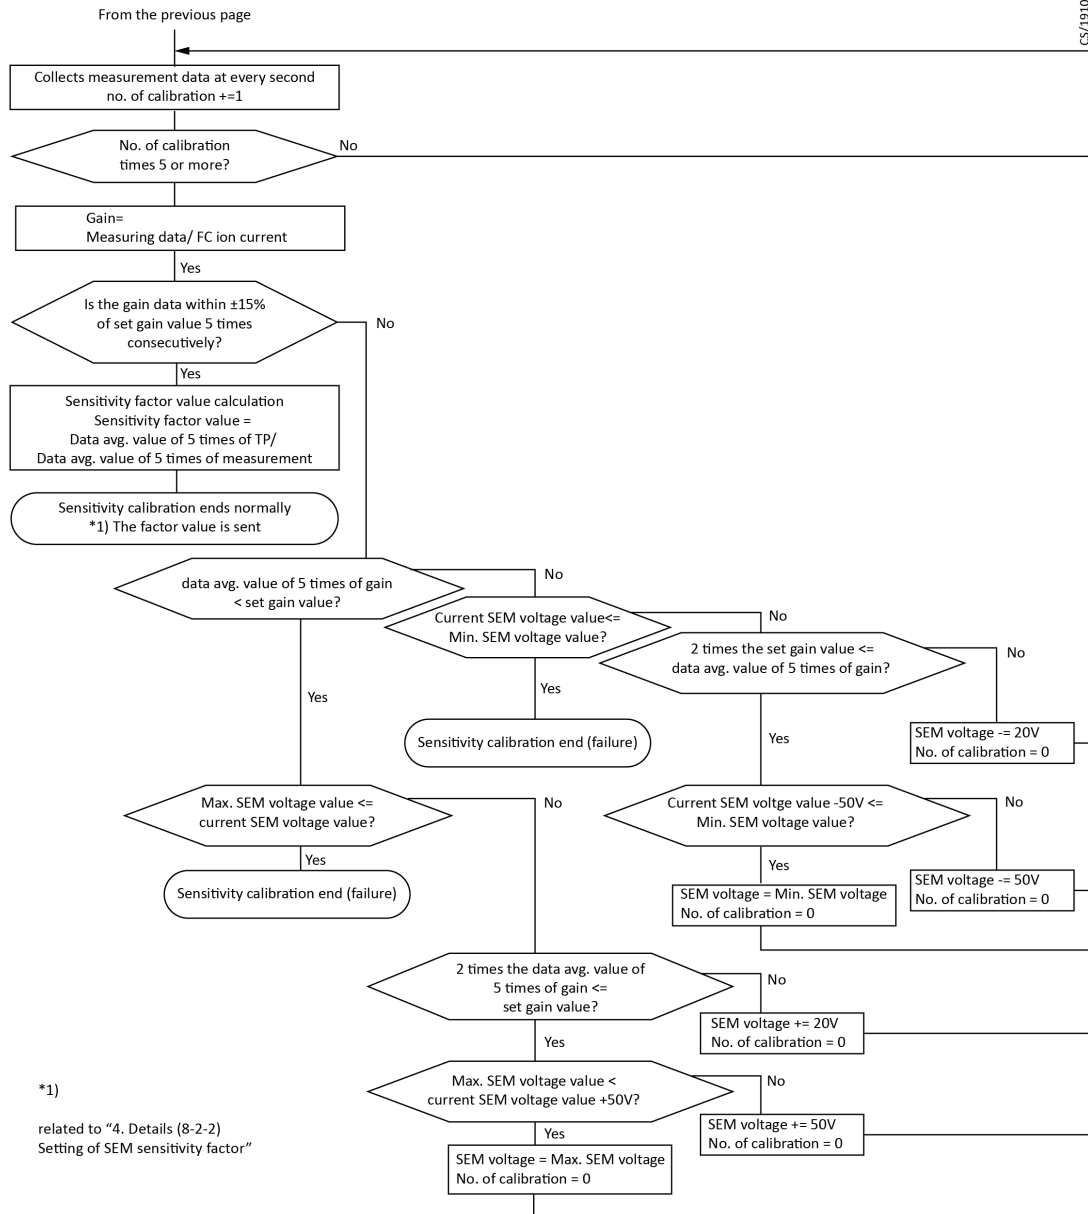 From the previous page
CS/1910
Collects measurement data at every second
no. of calibration +=1
No. of calibration
times 5 or more?
No
Gain=
Measuring data/ FC ion current
Yes
Is the gain data within ±15%
of set gain value 5 times
consecutively?
No
Yes
Sensitivity factor value calculation
Sensitivity factor value =
Data avg. value of 5 times of TP/
Data avg. value of 5 times of measurement
Sensitivity calibration ends normally
*1) The factor value is sent
data avg. value of 5 times of gain
< set gain value?
No
Current SEM voltage value<=
Min. SEM voltage value?
No
2 times the set gain value <=
data avg. value of 5 times of gain?
No
Yes
Yes
Sensitivity calibration end (failure)
Yes
SEM voltage -= 20V
No. of calibration = 0
Max. SEM voltage value <=
current SEM voltage value?
No
Current SEM voltge value -50V <=
Min. SEM voltage value?
No
Yes
Sensitivity calibration end (failure)
Yes
SEM voltage = Min. SEM voltage
No. of calibration = 0
SEM voltage -= 50V
No. of calibration = 0
2 times the data avg. value of
5 times of gain <=
set gain value?
No
SEM voltage += 20V
No. of calibration = 0
Yes
Max. SEM voltage value <
current SEM voltage value +50V?
No
SEM voltage += 50V
No. of calibration = 0
Yes
SEM voltage = Max. SEM voltage
No. of calibration = 0
*1)
related to “4. Details (8-2-2)
Setting of SEM sensitivity factor”